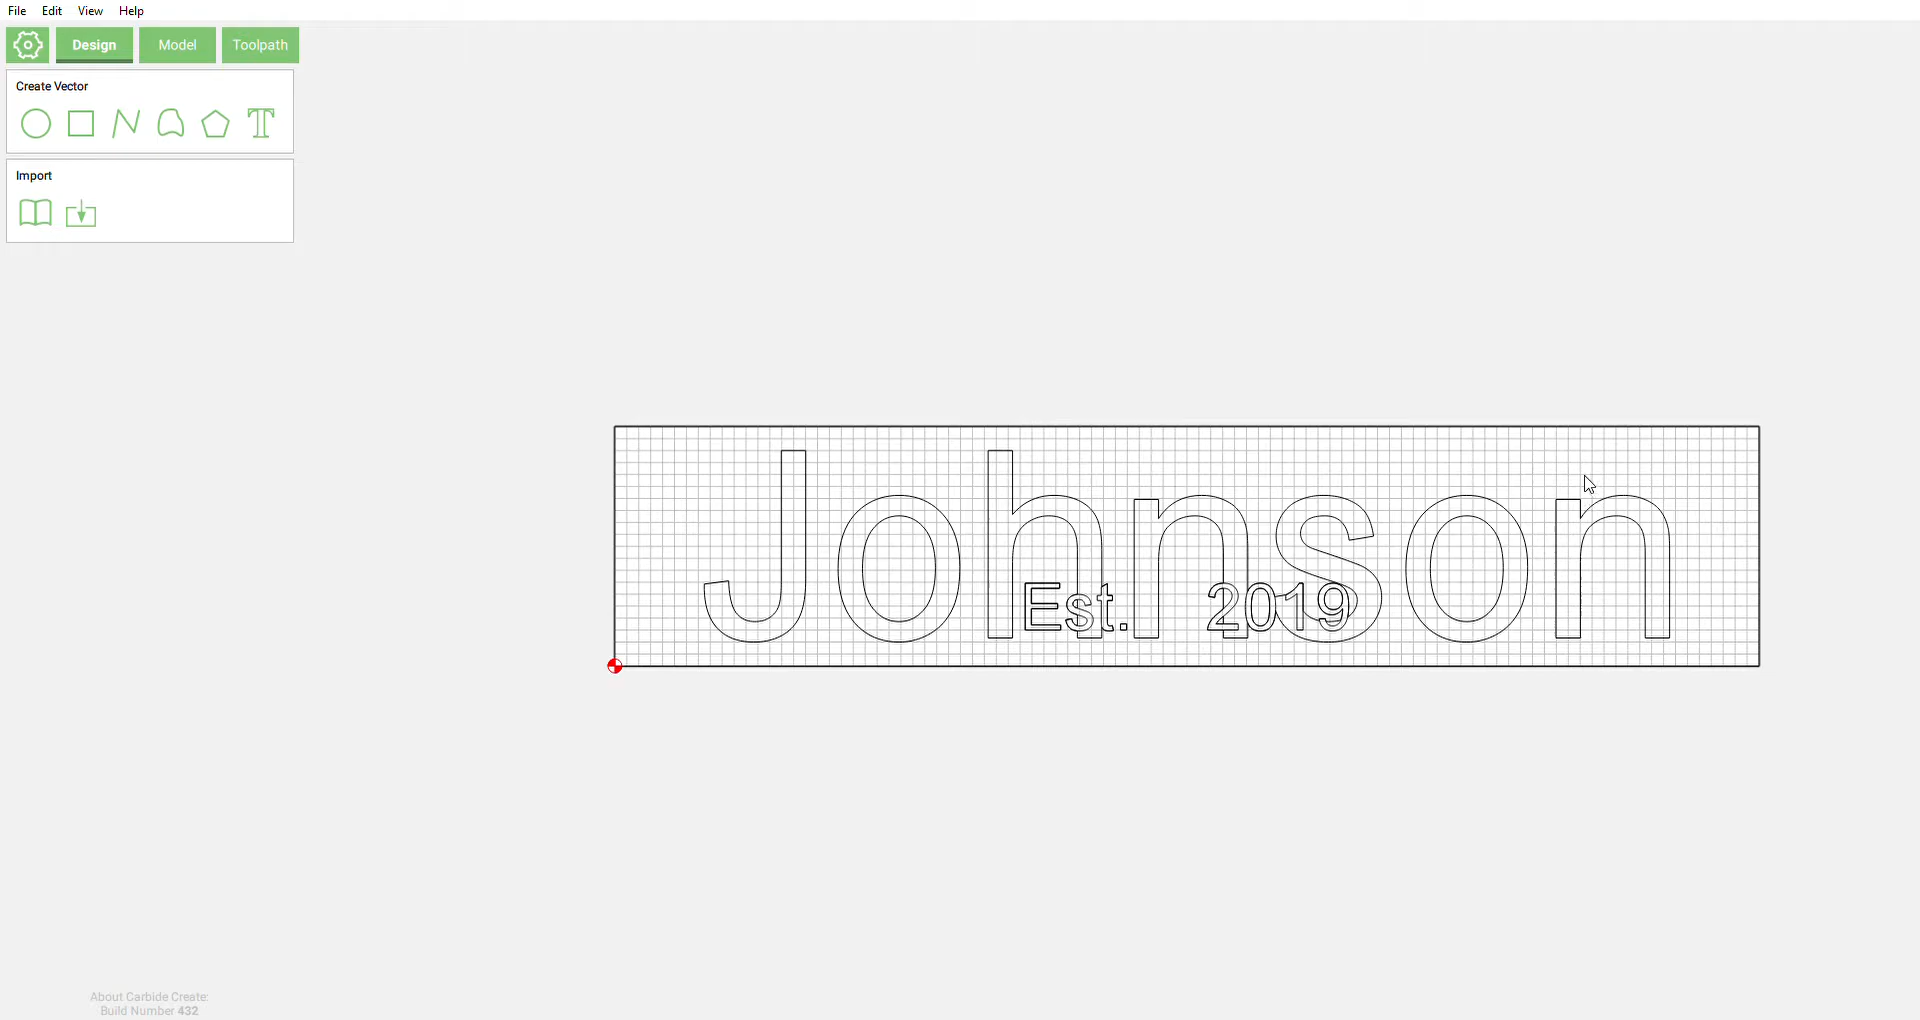 File Edit View Help
Design Model Toolpath
Create Vector
T
Import
Johnson
Est. 2019
About Carbide Create:
Build Number 432